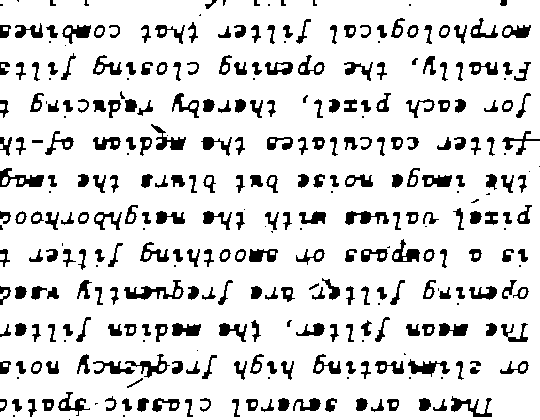 There are several classic spatia
or eliminating high frequency nois
The mean filter, the median filter
opening filter are frequently used
is a lowpass or smoothing filter t
pixel values with the neighborhood
the image noise but blurs the imag
filter calculates the median of-th
for each pixel, thereby reducing t
Finally, the opening closing filts
morphological filter that combines